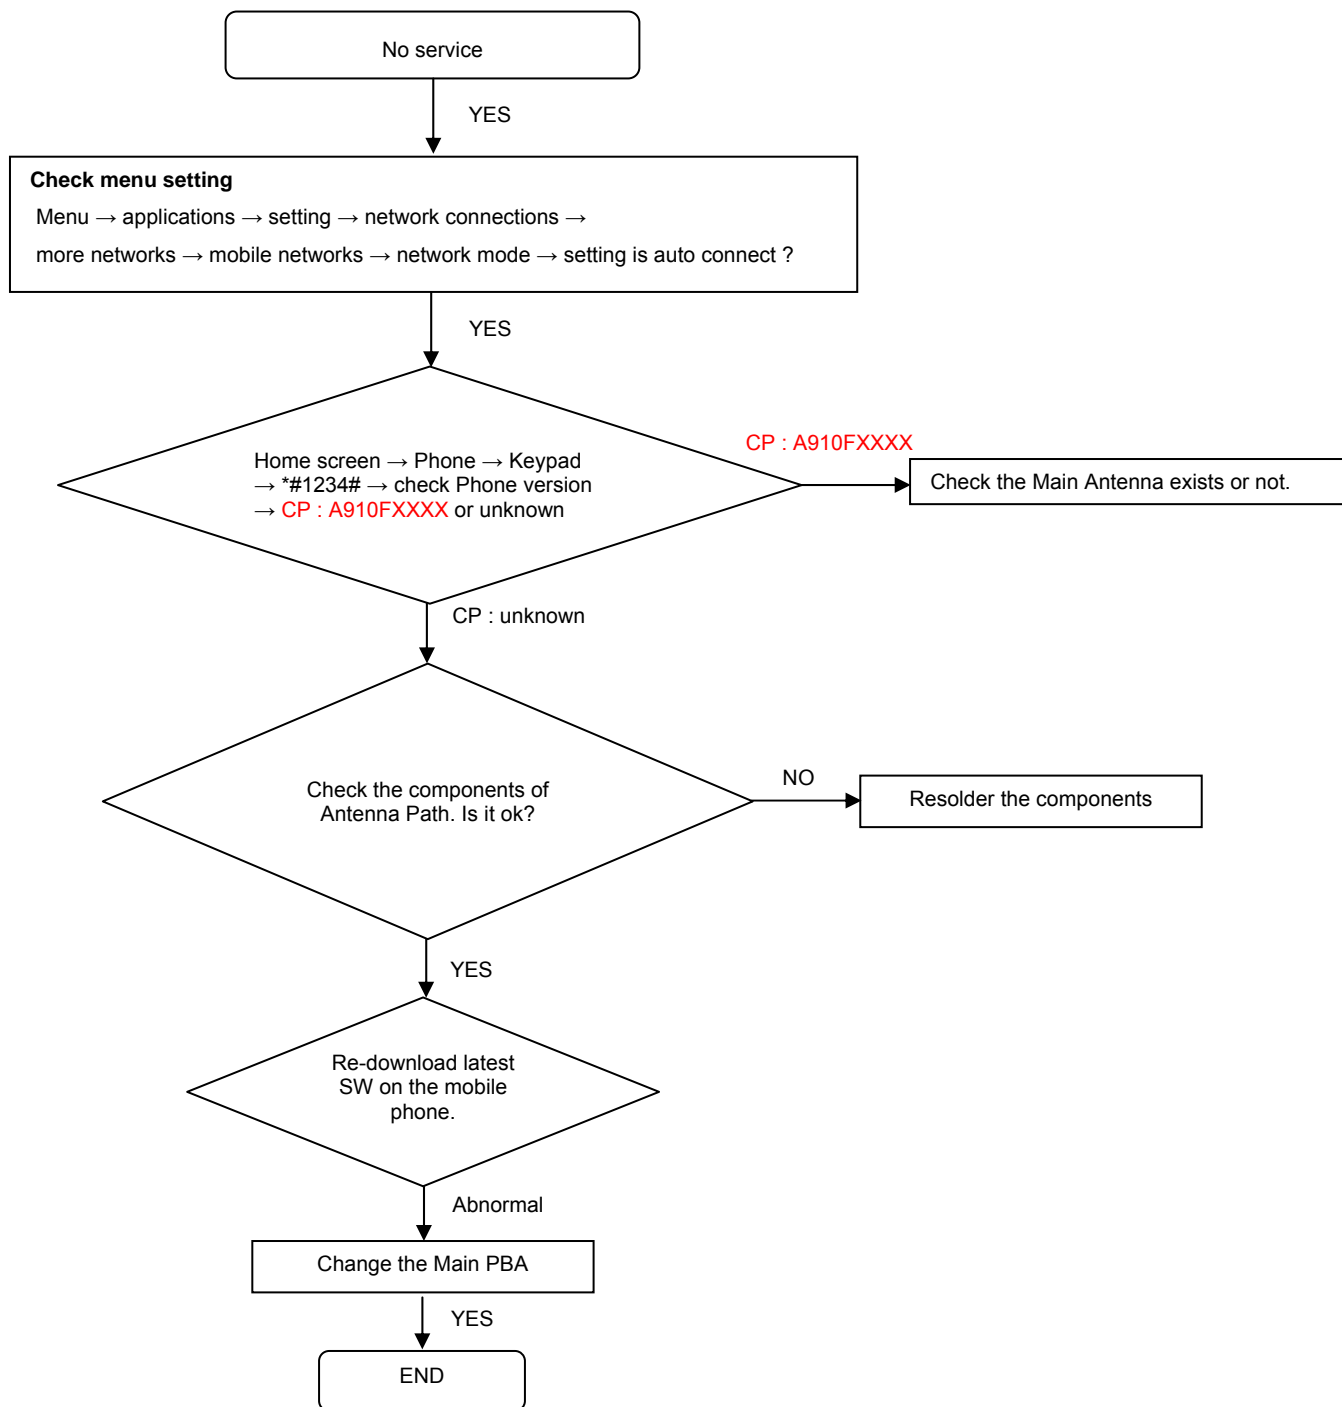 No service
YES
Check menu setting
Menu → applications → setting → network connections →
more networks → mobile networks → network mode → setting is auto connect ?
YES
Home screen → Phone → Keypad
→ *#1234# → check Phone version
→ CP : A910FXXXX or unknown
CP : A910FXXXX
Check the Main Antenna exists or not.
CP : unknown
Check the components of
Antenna Path. Is it ok?
NO
Resolder the components
YES
Re-download latest
SW on the mobile
phone.
Abnormal
Change the Main PBA
YES
END